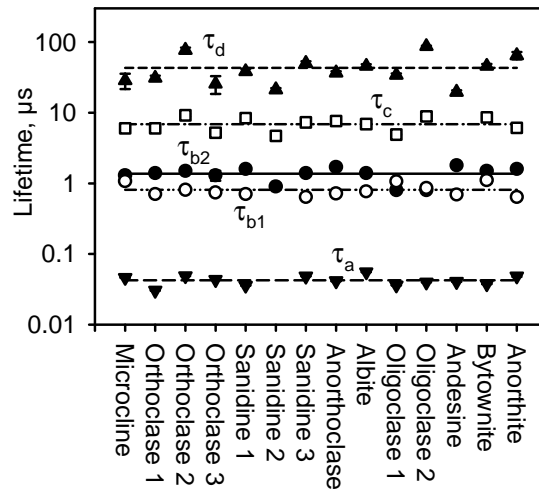 100
10
1
0.1
0.01
Lifetime, μs
τd
τc
τb2
τb1
τa
Microcline
Orthoclase 1
Orthoclase 2
Orthoclase 3
Sanidine 1
Sanidine 2
Sanidine 3
Anorthoclase
Albite
Oligoclase 1
Oligoclase 2
Andesine
Bytownite
Anorthite